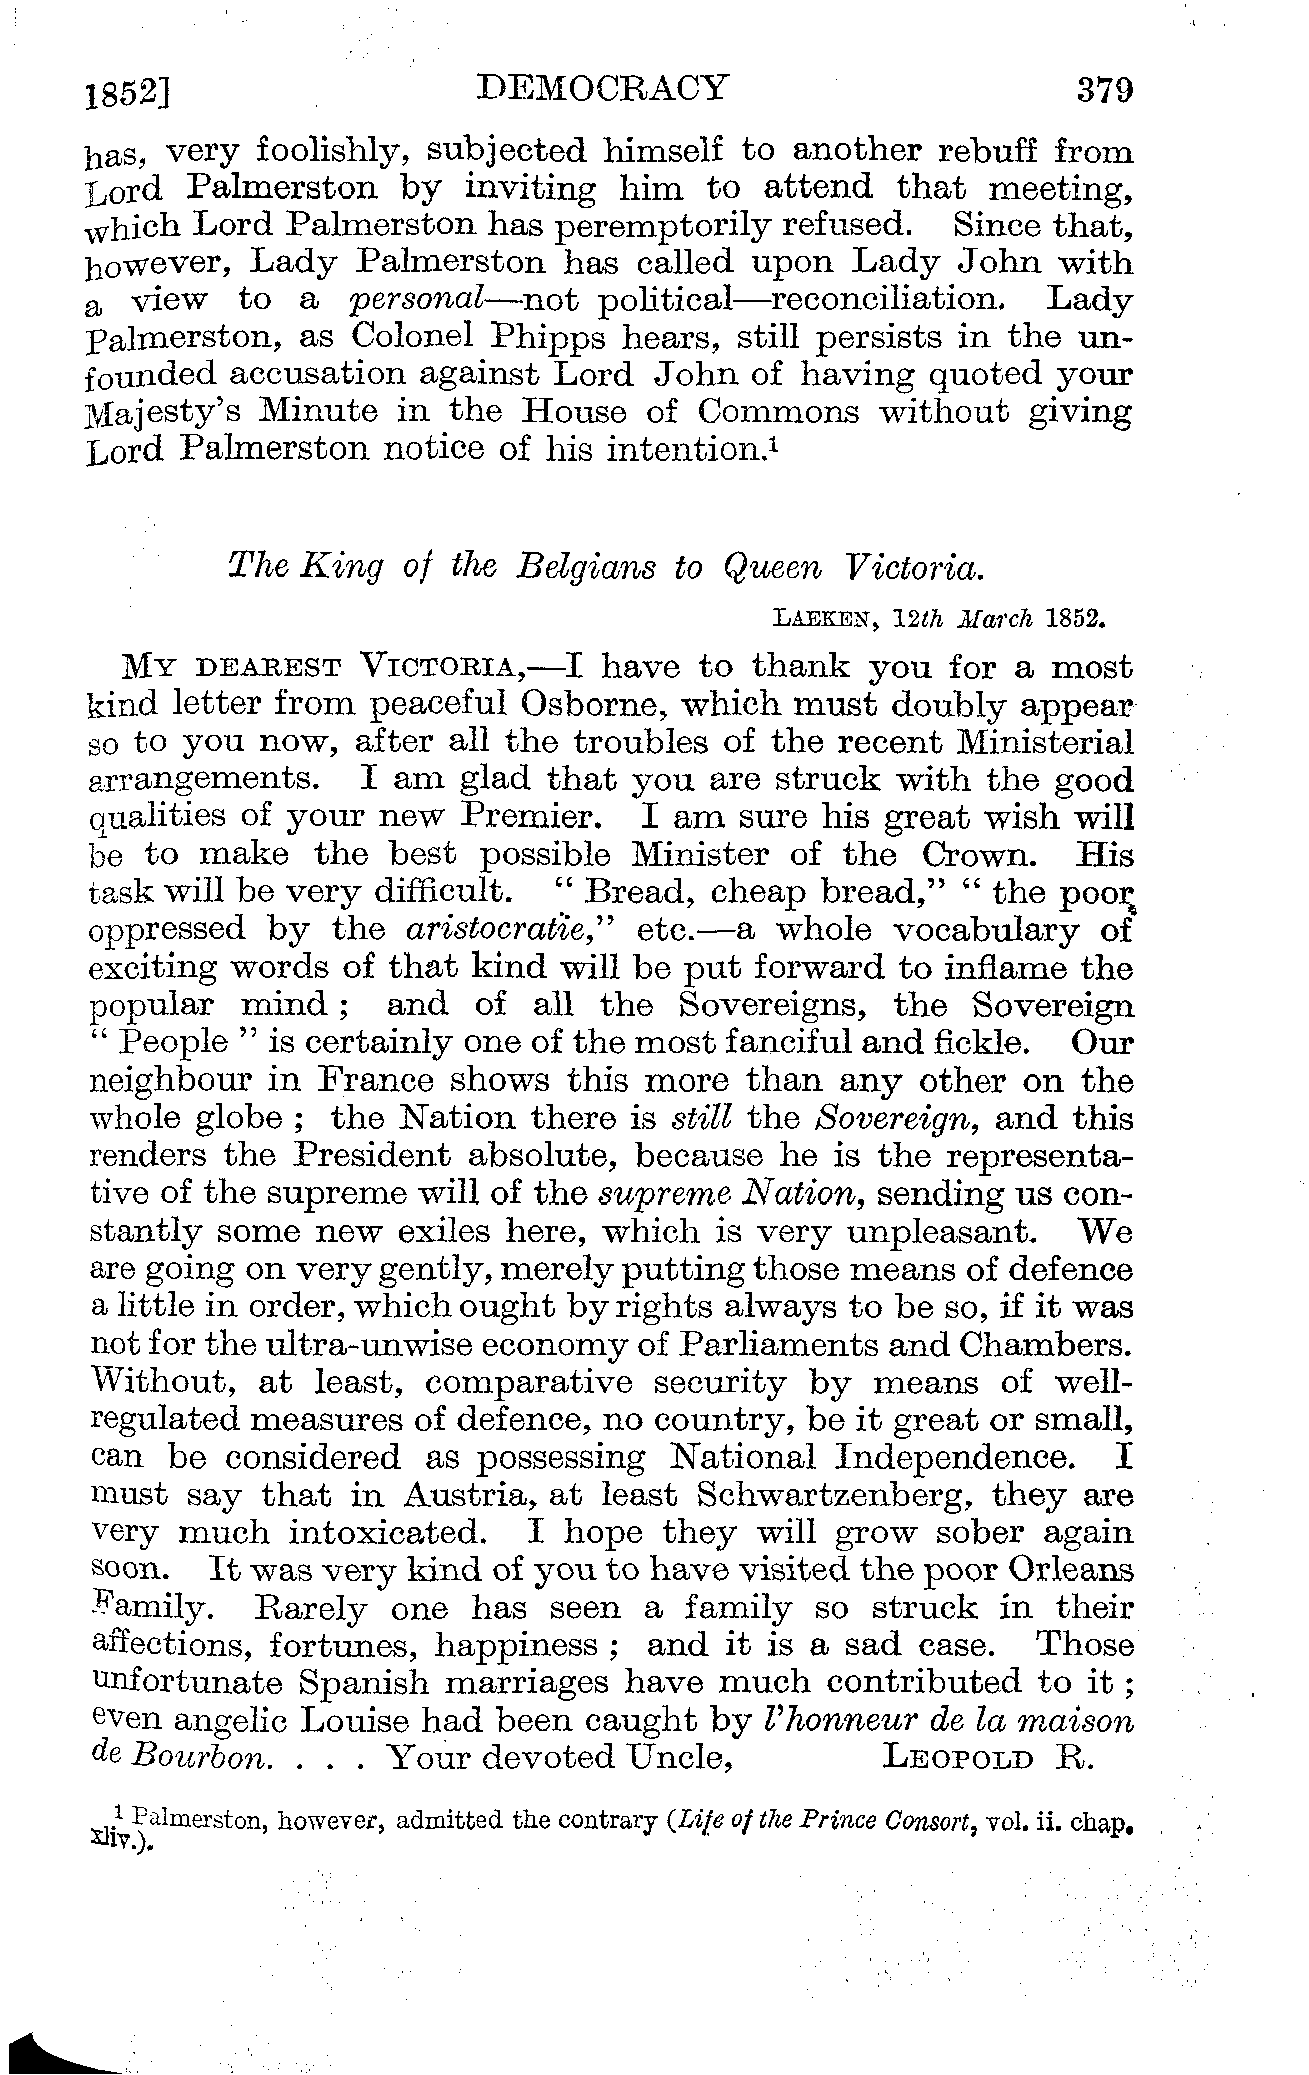 1852] DEMOCRACY 379
has, very foolishly, subjected himself to another rebuff from
Lord Palmerston by inviting him to attend that meeting,
which Lord Palmerston has peremptorily refused. Since that,
however, Lady Palmerston has called upon Lady John with
a view to a personal—not political—reconciliation. Lady
Palmerston, as Colonel Phipps hears, still persists in the un-
founded accusation against Lord John of having quoted your
Majesty's Minute in the House of Commons without giving
Lord Palmerston notice of his intention.¹
The King of the Belgians to Queen Victoria.
LAEKEN, 12th March 1852.
MY DEAREST VICTORIA,—I have to thank you for a most
kind letter from peaceful Osborne, which must doubly appear
so to you now, after all the troubles of the recent Ministerial
arrangements. I am glad that you are struck with the good
qualities of your new Premier. I am sure his great wish will
be to make the best possible Minister of the Crown. His
task will be very difficult. " Bread, cheap bread," " the poor
oppressed by the aristocratie," etc.—a whole vocabulary of
exciting words of that kind will be put forward to inflame the
popular mind ; and of all the Sovereigns, the Sovereign
" People " is certainly one of the most fanciful and fickle. Our
neighbour in France shows this more than any other on the
whole globe ; the Nation there is still the Sovereign, and this
renders the President absolute, because he is the representa-
tive of the supreme will of the supreme Nation, sending us con-
stantly some new exiles here, which is very unpleasant. We
are going on very gently, merely putting those means of defence
a little in order, which ought by rights always to be so, if it was
not for the ultra-unwise economy of Parliaments and Chambers.
Without, at least, comparative security by means of well-
regulated measures of defence, no country, be it great or small,
can be considered as possessing National Independence. I
must say that in Austria, at least Schwartzenberg, they are
very much intoxicated. I hope they will grow sober again
soon. It was very kind of you to have visited the poor Orleans
Family. Rarely one has seen a family so struck in their
affections, fortunes, happiness ; and it is a sad case. Those
unfortunate Spanish marriages have much contributed to it ;
even angelic Louise had been caught by l'honneur de la maison
de Bourbon. . . . Your devoted Uncle, LEOPOLD R.
¹ Palmerston, however, admitted the contrary (Life of the Prince Consort, vol. ii. chap.
xliv.).